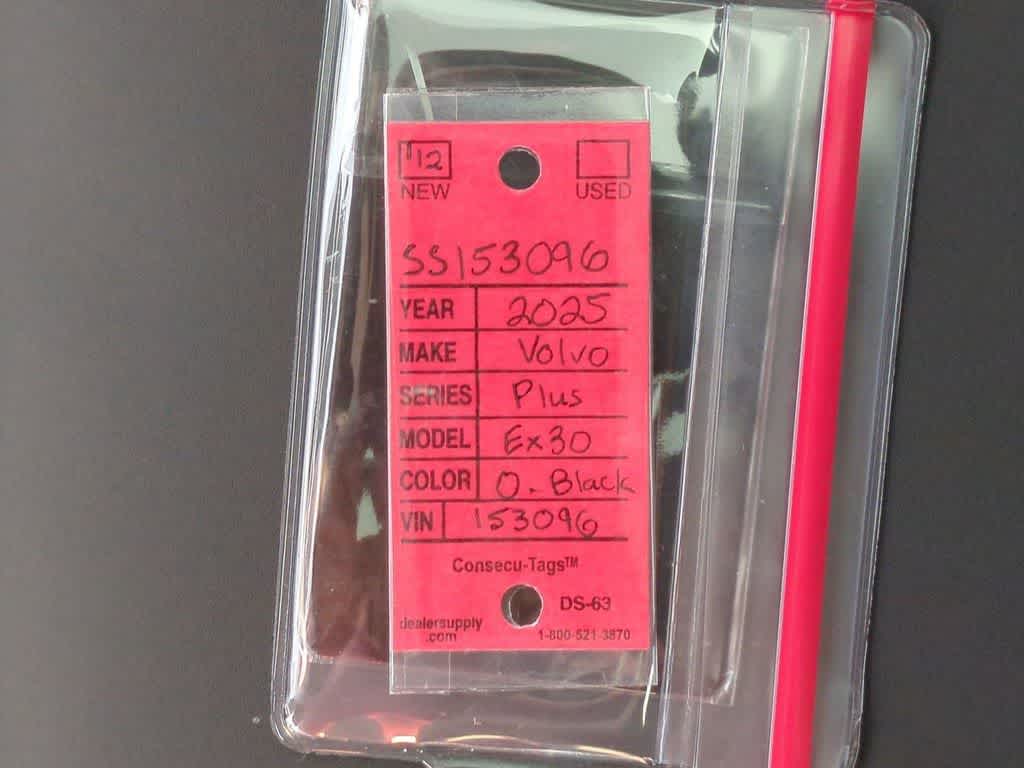 '12
NEW USED
SS153096
YEAR 2025
MAKE Volvo
SERIES Plus
MODEL Ex30
COLOR O. Black
VIN 153096
Consecu-Tags™
DS-63
dealersupply
.com
1-800-521-3870